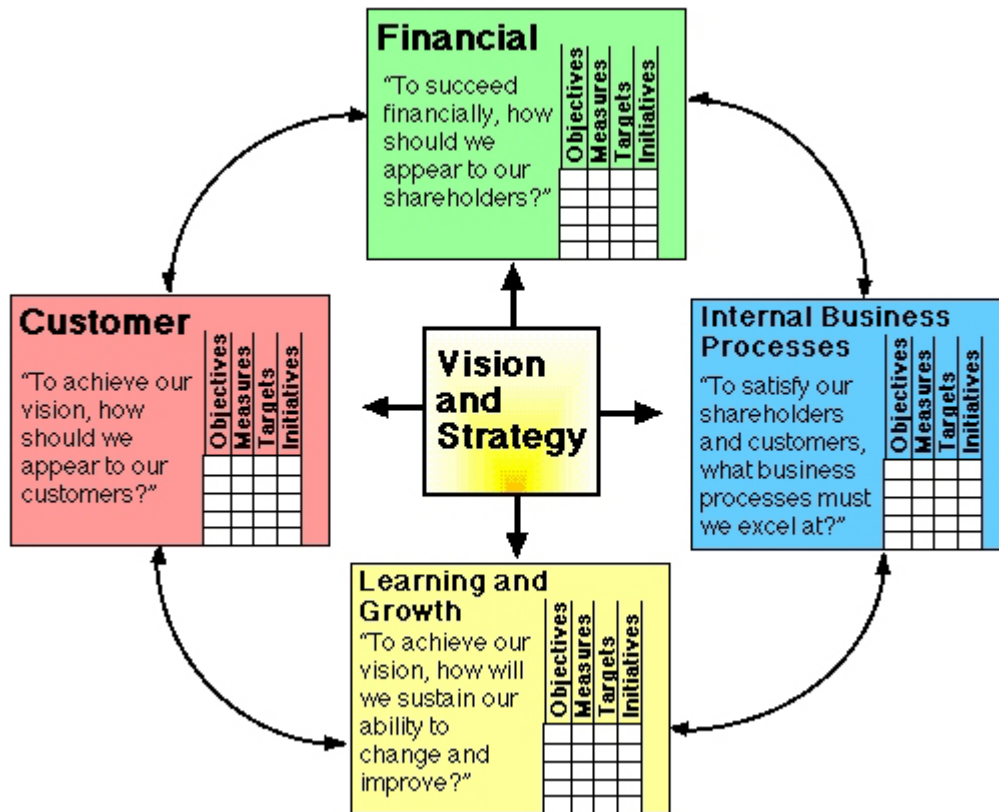 Financial
“To succeed
financially, how
should we
appear to our
shareholders?”
Objectives
Measures
Targets
Initiatives
Customer
“To achieve our
vision, how
should we
appear to our
customers?”
Objectives
Measures
Targets
Initiatives
Vision
and
Strategy
Internal Business
Processes
“To satisfy our
shareholders
and customers,
what business
processes must
we excel at?”
Objectives
Measures
Targets
Initiatives
Learning and
Growth
“To achieve our
vision, how will
we sustain our
ability to
change and
improve?”
Objectives
Measures
Targets
Initiatives